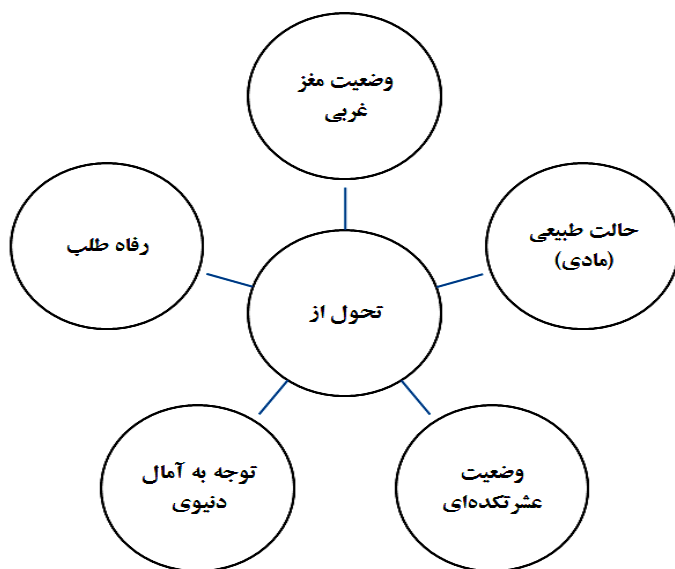 وضعیت مغز
غربی
حالت طبیعی
(مادی)
رفاه طلب
تحول از
توجه به آمال
دنیوی
وضعیت
عشرتکده‌ای